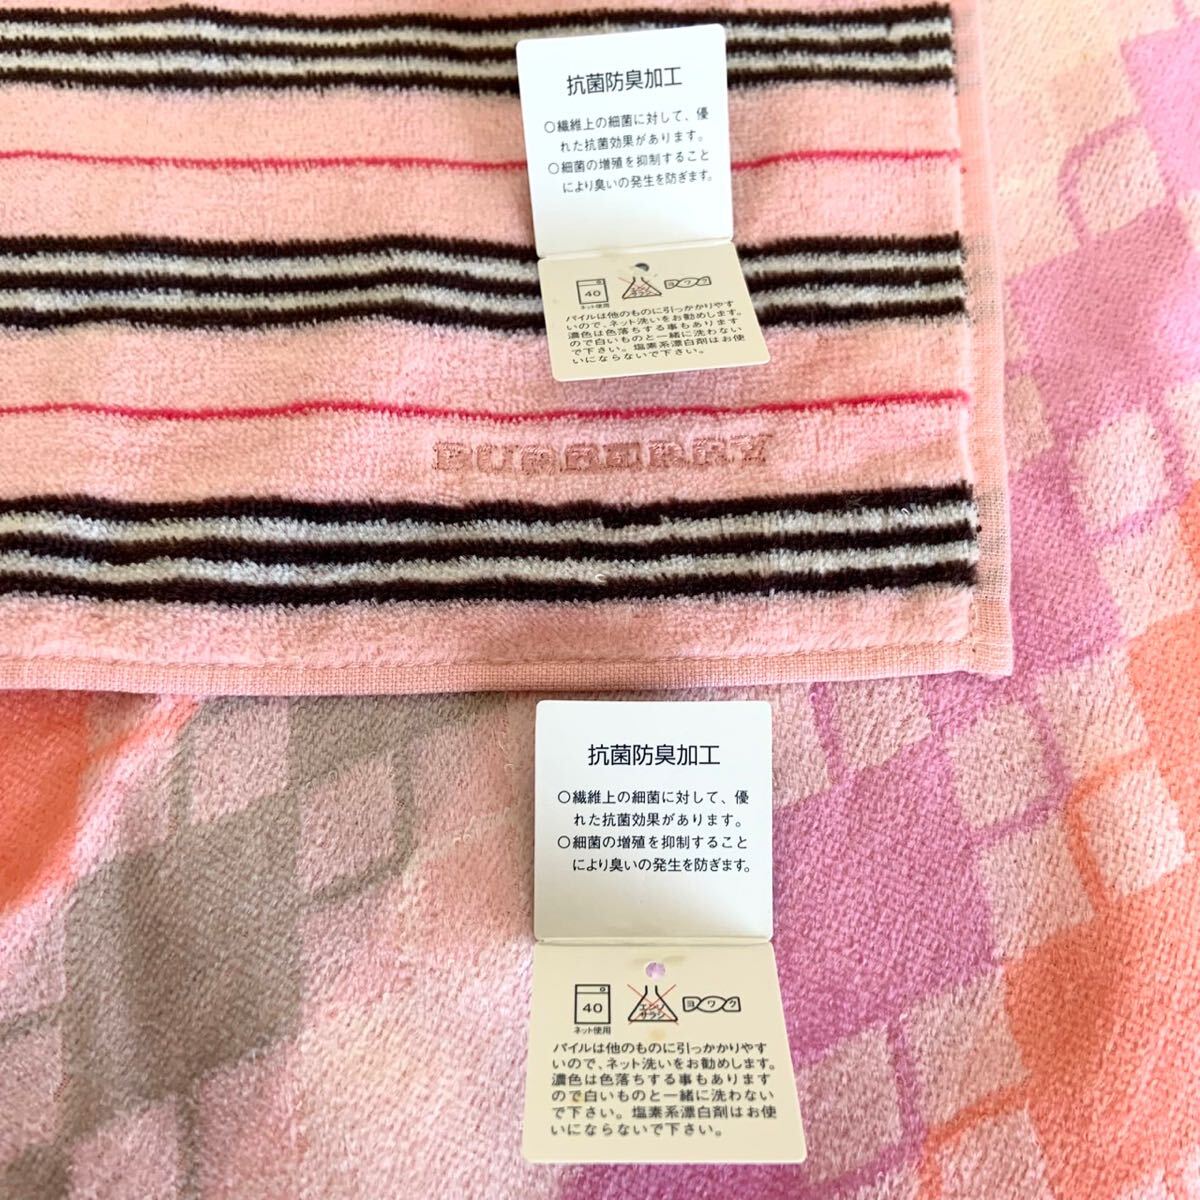 抗菌防臭加工
○繊維上の細菌に対して、優
れた抗菌効果があります。
○細菌の増殖を抑制すること
により臭いの発生を防ぎます。
40
エンソ
サラシ
ヨワク
ネット使用
パイルは他のものに引っかかりやす
いので、ネット洗いをお勧めします。
濃色は色落ちする事もあります
ので白いものと一緒に洗わない
で下さい。塩素系漂白剤はお使
いにならないで下さい。
BURBERRY
抗菌防臭加工
○繊維上の細菌に対して、優
れた抗菌効果があります。
○細菌の増殖を抑制すること
により臭いの発生を防ぎます。
40
エンソ
サラシ
ヨワク
ネット使用
パイルは他のものに引っかかりやす
いので、ネット洗いをお勧めします。
濃色は色落ちする事もあります
ので白いものと一緒に洗わない
で下さい。塩素系漂白剤はお使
いにならないで下さい。